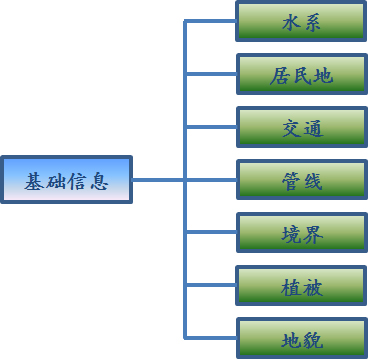 水系
居民地
交通
基础信息
管线
境界
植被
地貌